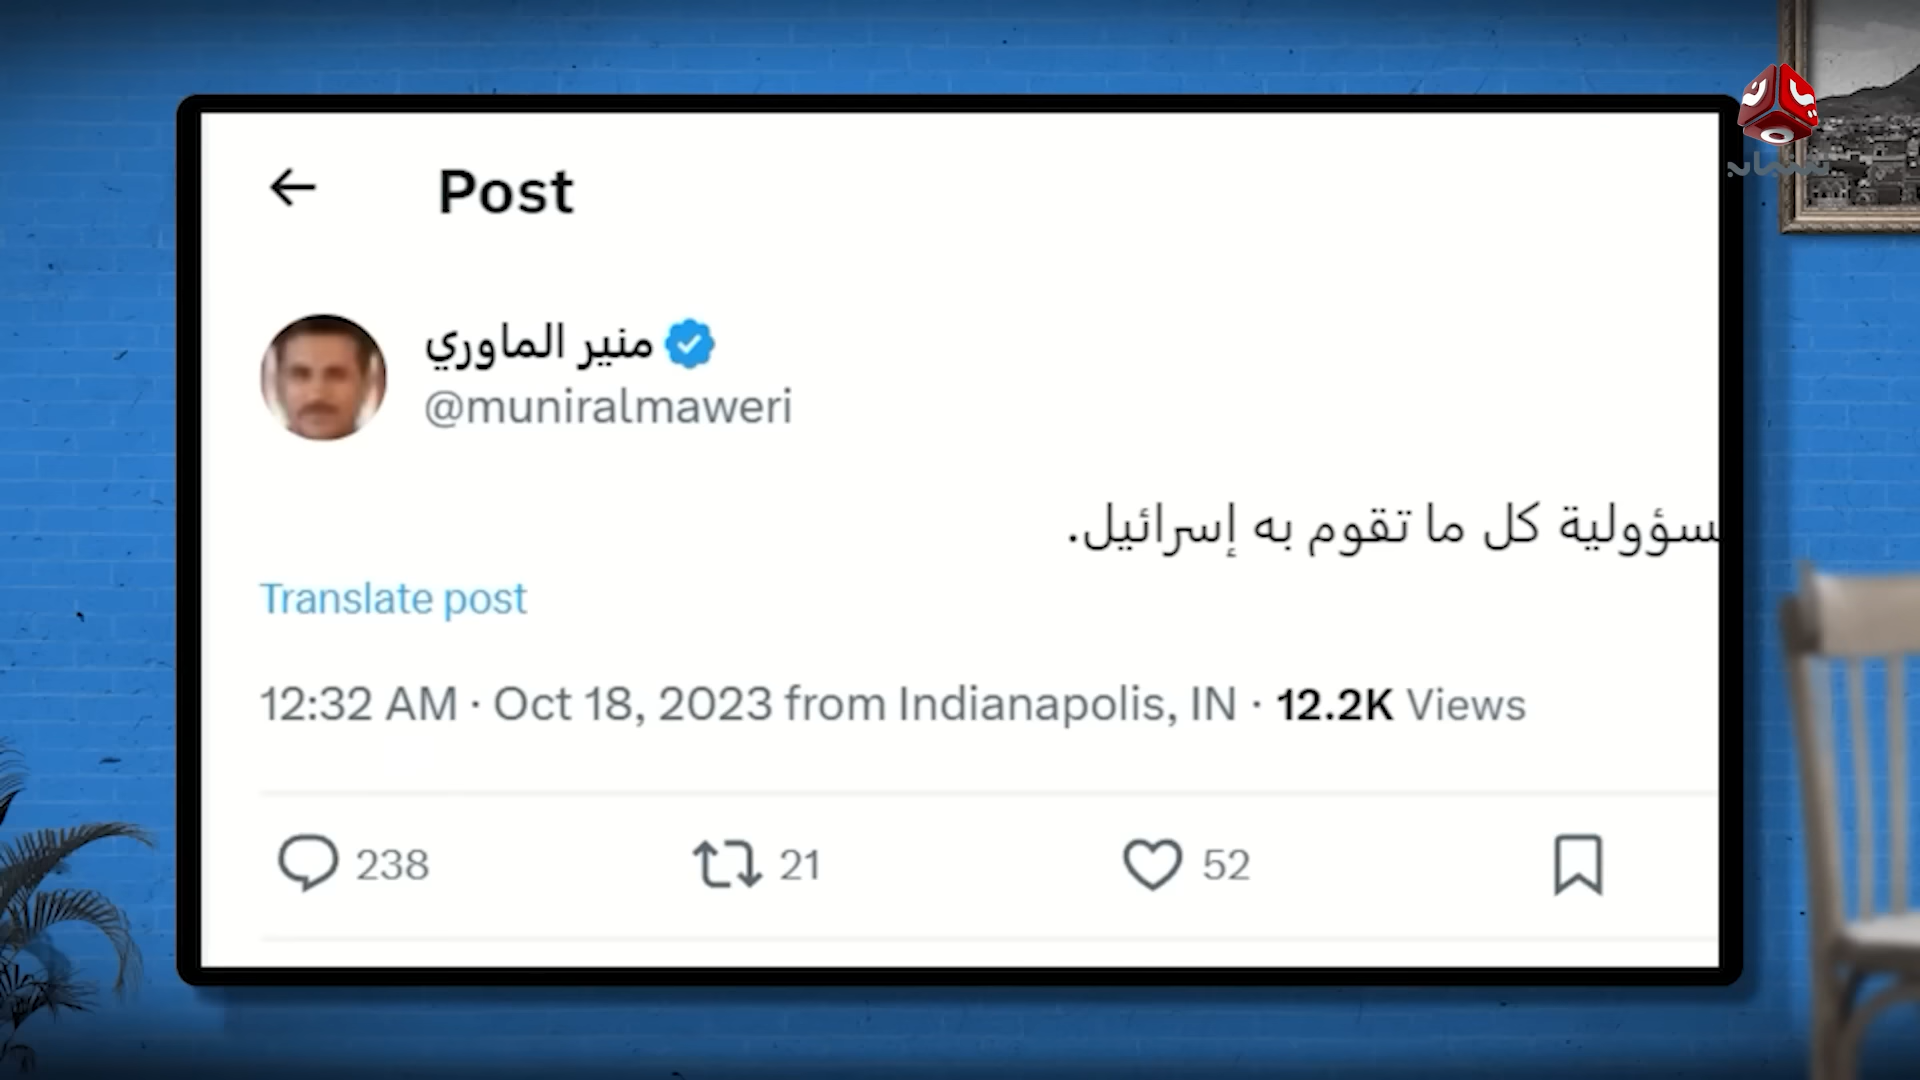 Post
منير الماوري
@muniralmaweri
سؤولية كل ما تقوم به إسرائيل.
Translate post
12:32 AM · Oct 18, 2023 from Indianapolis, IN · 12.2K Views
238 21 52